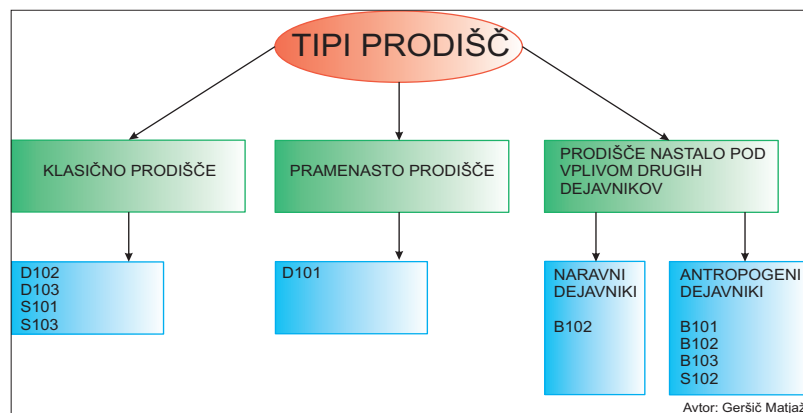 TIPI PRODIŠČ
KLASIČNO PRODIŠČE
PRAMENASTO PRODIŠČE
PRODIŠČE NASTALO POD
VPLIVOM DRUGIH
DEJAVNIKOV
D102
D103
S101
S103
D101
NARAVNI
DEJAVNIKI
B102
ANTROPOGENI
DEJAVNIKI
B101
B102
B103
S102
Avtor: Geršič Matjaž